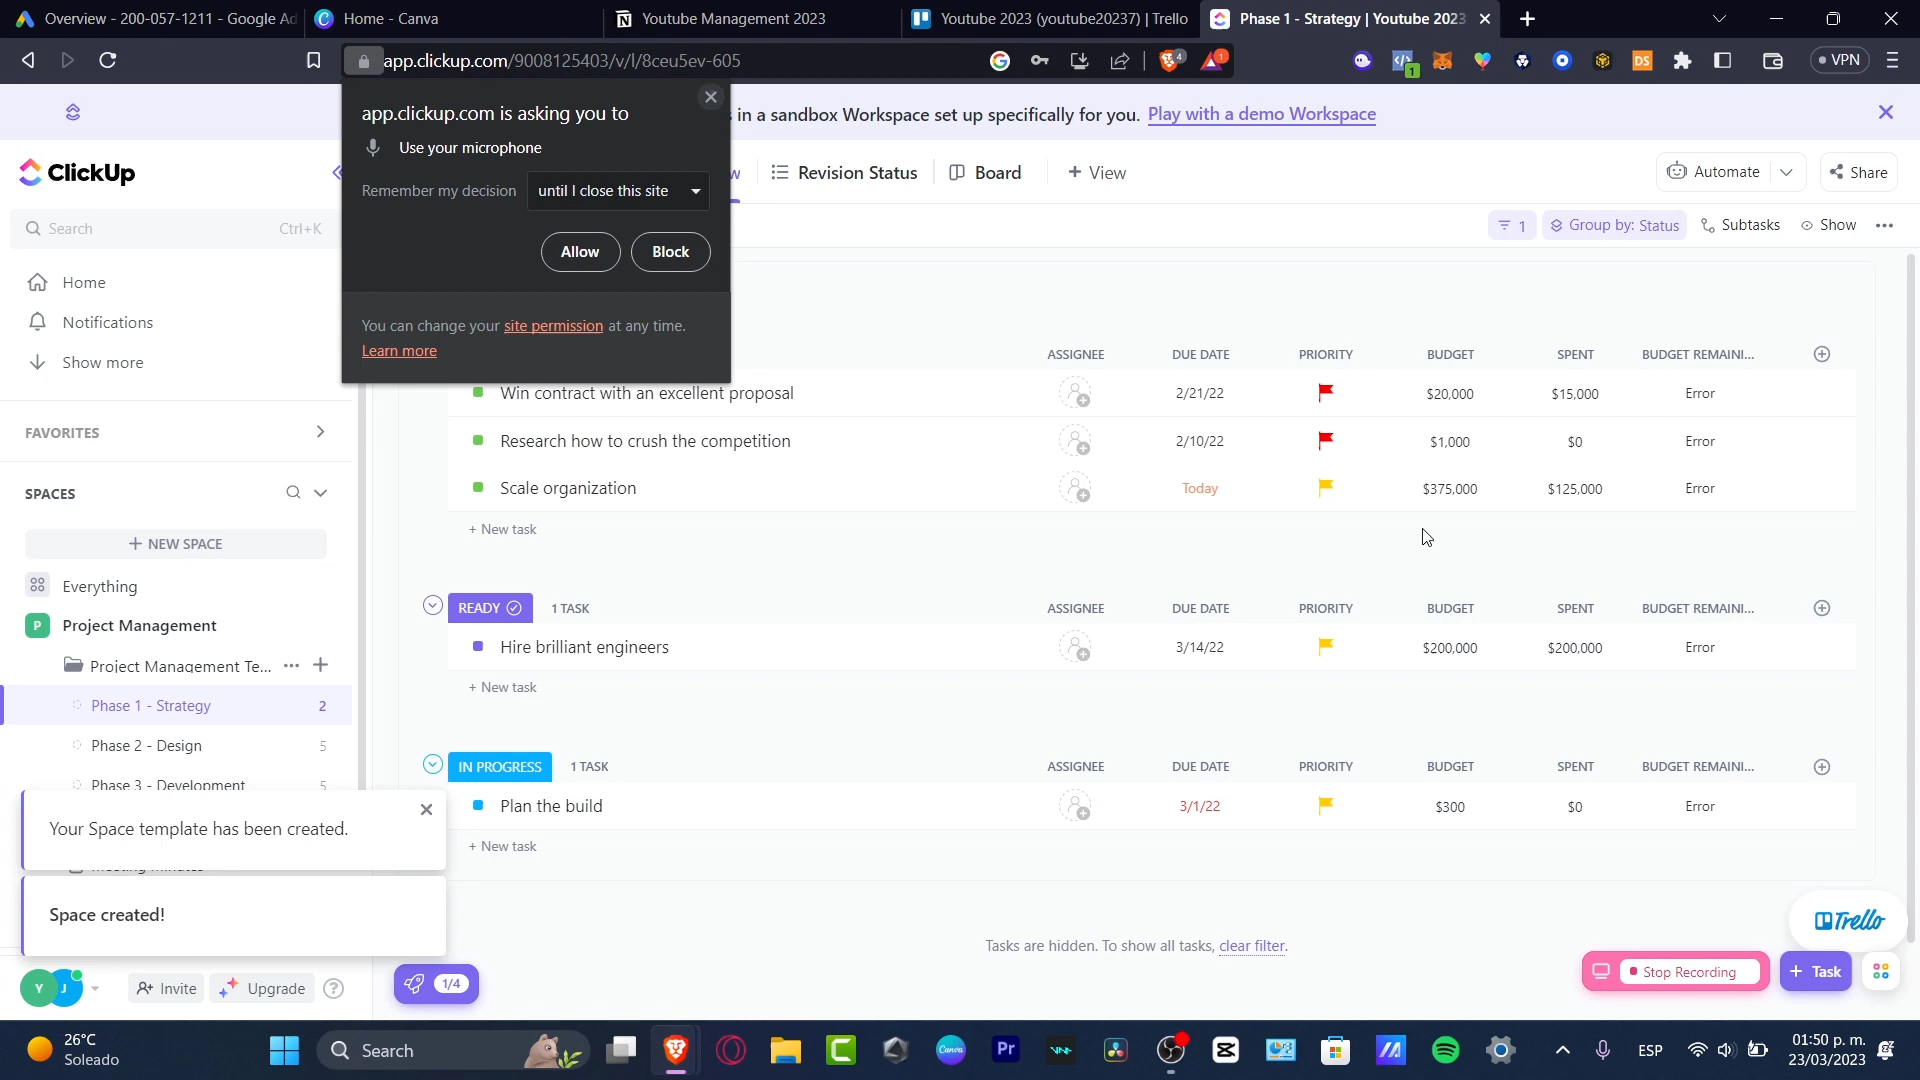 Overview - 200-057-1211 - Google Ad
Home - Canva
Youtube Management 2023
Youtube 2023 (youtube20237) | Trello
Phase 1 - Strategy | Youtube 2023
app.clickup.com/9008125403/v/l/8ceu5ev-605
4
1
1
DS
VPN
in a sandbox Workspace set up specifically for you. Play with a demo Workspace
app.clickup.com is asking you to
Use your microphone
Remember my decision
until I close this site
Allow
Block
You can change your site permission at any time.
Learn more
ClickUp
Search
Ctrl+K
Home
Notifications
Show more
FAVORITES
SPACES
+ NEW SPACE
Everything
P
Project Management
Project Management Te...
Phase 1 - Strategy
2
Phase 2 - Design
5
Phase 3 - Development
5
Your Space template has been created.
Space created!
Y
J
Invite
Upgrade
?
1/4
w
Revision Status
Board
+ View
Automate
Share
1
Group by: Status
Subtasks
Show
ASSIGNEE
DUE DATE
PRIORITY
BUDGET
SPENT
BUDGET REMAINI...
Win contract with an excellent proposal
2/21/22
$20,000
$15,000
Error
Research how to crush the competition
2/10/22
$1,000
$0
Error
Scale organization
Today
$375,000
$125,000
Error
+ New task
READY
1 TASK
ASSIGNEE
DUE DATE
PRIORITY
BUDGET
SPENT
BUDGET REMAINI...
Hire brilliant engineers
3/14/22
$200,000
$200,000
Error
+ New task
IN PROGRESS
1 TASK
ASSIGNEE
DUE DATE
PRIORITY
BUDGET
SPENT
BUDGET REMAINI...
Plan the build
3/1/22
$300
$0
Error
+ New task
Tasks are hidden. To show all tasks, clear filter.
Trello
Stop Recording
+ Task
26°C
Soleado
Search
Canva
Pr
ESP
01:50 p. m.
23/03/2023